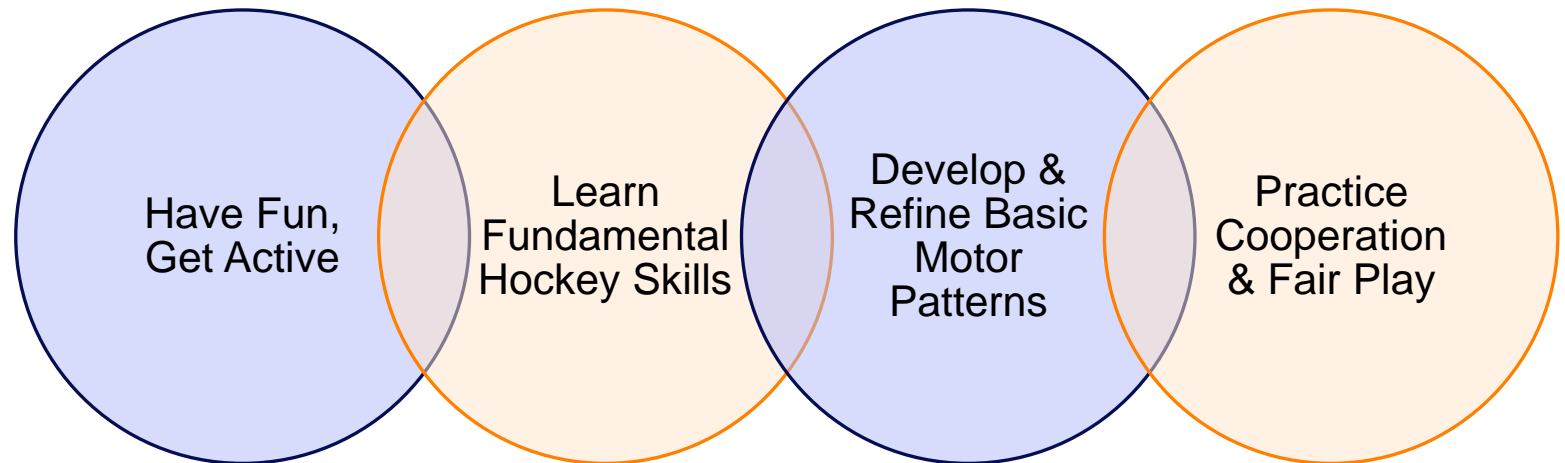 Have Fun,
Get Active
Learn
Fundamental
Hockey Skills
Develop &
Refine Basic
Motor
Patterns
Practice
Cooperation
& Fair Play